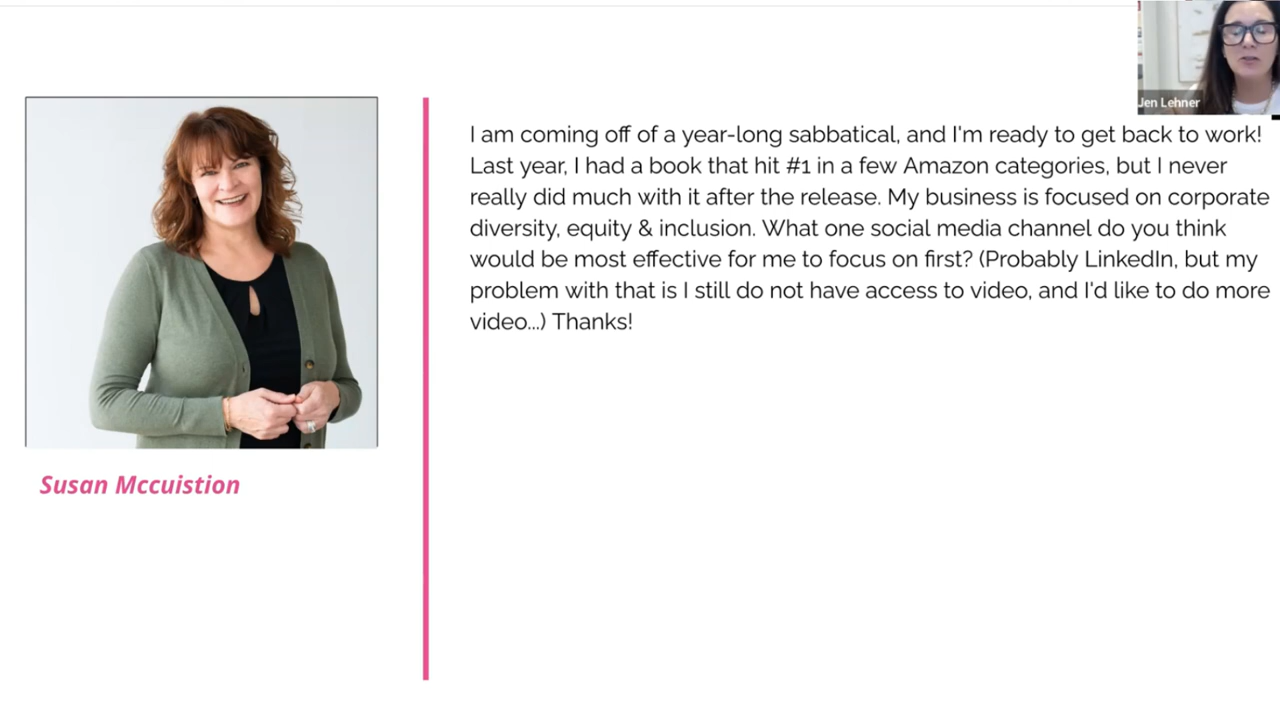 Jen Lehner
I am coming off of a year-long sabbatical, and I'm ready to get back to work!
Last year, I had a book that hit #1 in a few Amazon categories, but I never
really did much with it after the release. My business is focused on corporate
diversity, equity & inclusion. What one social media channel do you think
would be most effective for me to focus on first? (Probably LinkedIn, but my
problem with that is I still do not have access to video, and I'd like to do more
video...) Thanks!
Susan Mccuistion